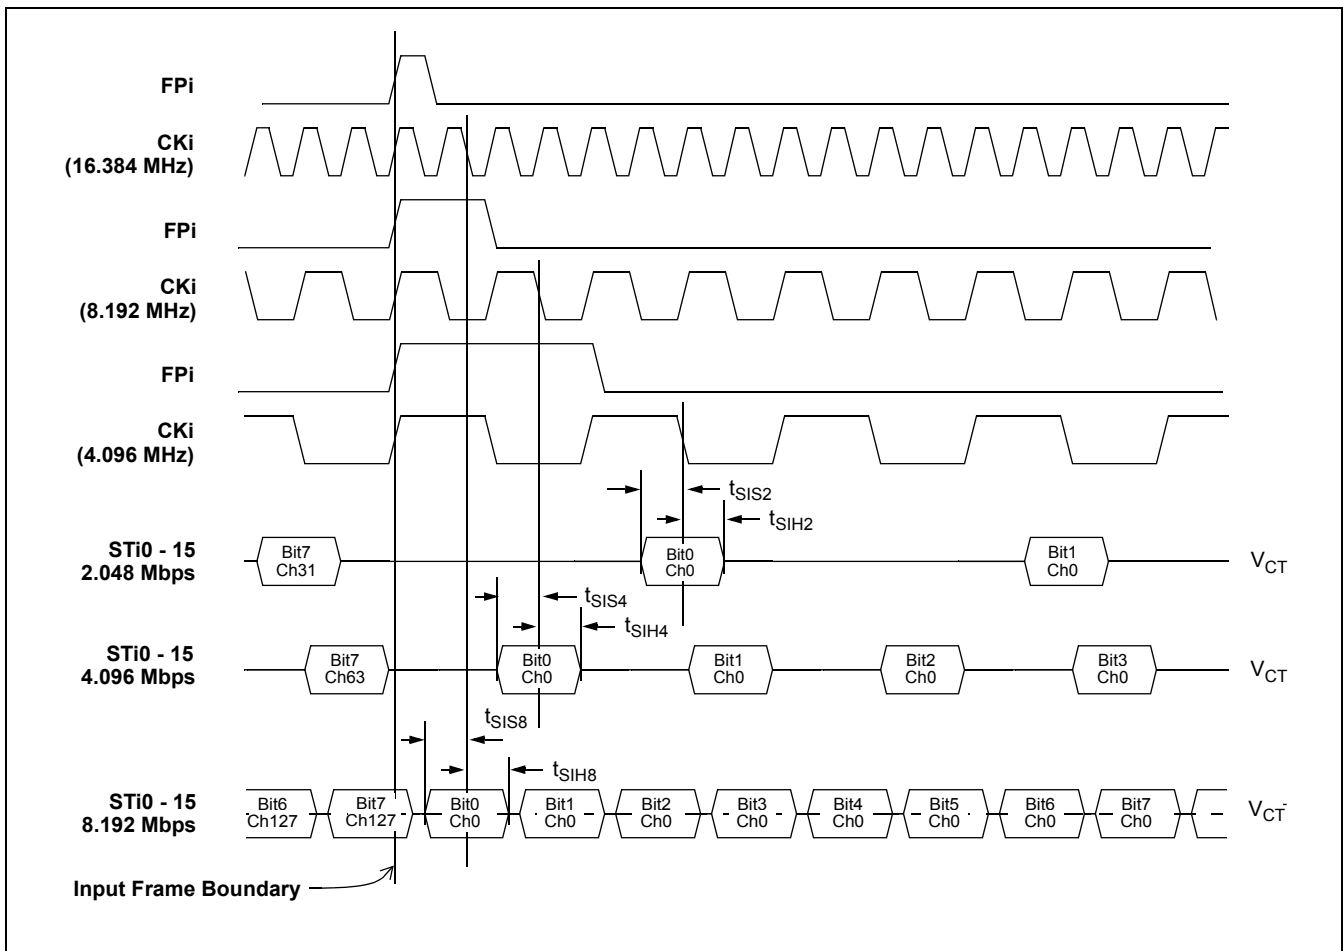 FPi
CKi
(16.384 MHz)
FPi
CKi
(8.192 MHz)
FPi
CKi
(4.096 MHz)
tSIS2
tSIH2
STi0 - 15
2.048 Mbps
Bit7
Ch31
Bit0
Ch0
Bit1
Ch0
VCT
tSIS4
tSIH4
STi0 - 15
4.096 Mbps
Bit7
Ch63
Bit0
Ch0
Bit1
Ch0
Bit2
Ch0
Bit3
Ch0
VCT
tSIS8
tSIH8
STi0 - 15
8.192 Mbps
Bit6
Ch127
Bit7
Ch127
Bit0
Ch0
Bit1
Ch0
Bit2
Ch0
Bit3
Ch0
Bit4
Ch0
Bit5
Ch0
Bit6
Ch0
Bit7
Ch0
VCT
Input Frame Boundary